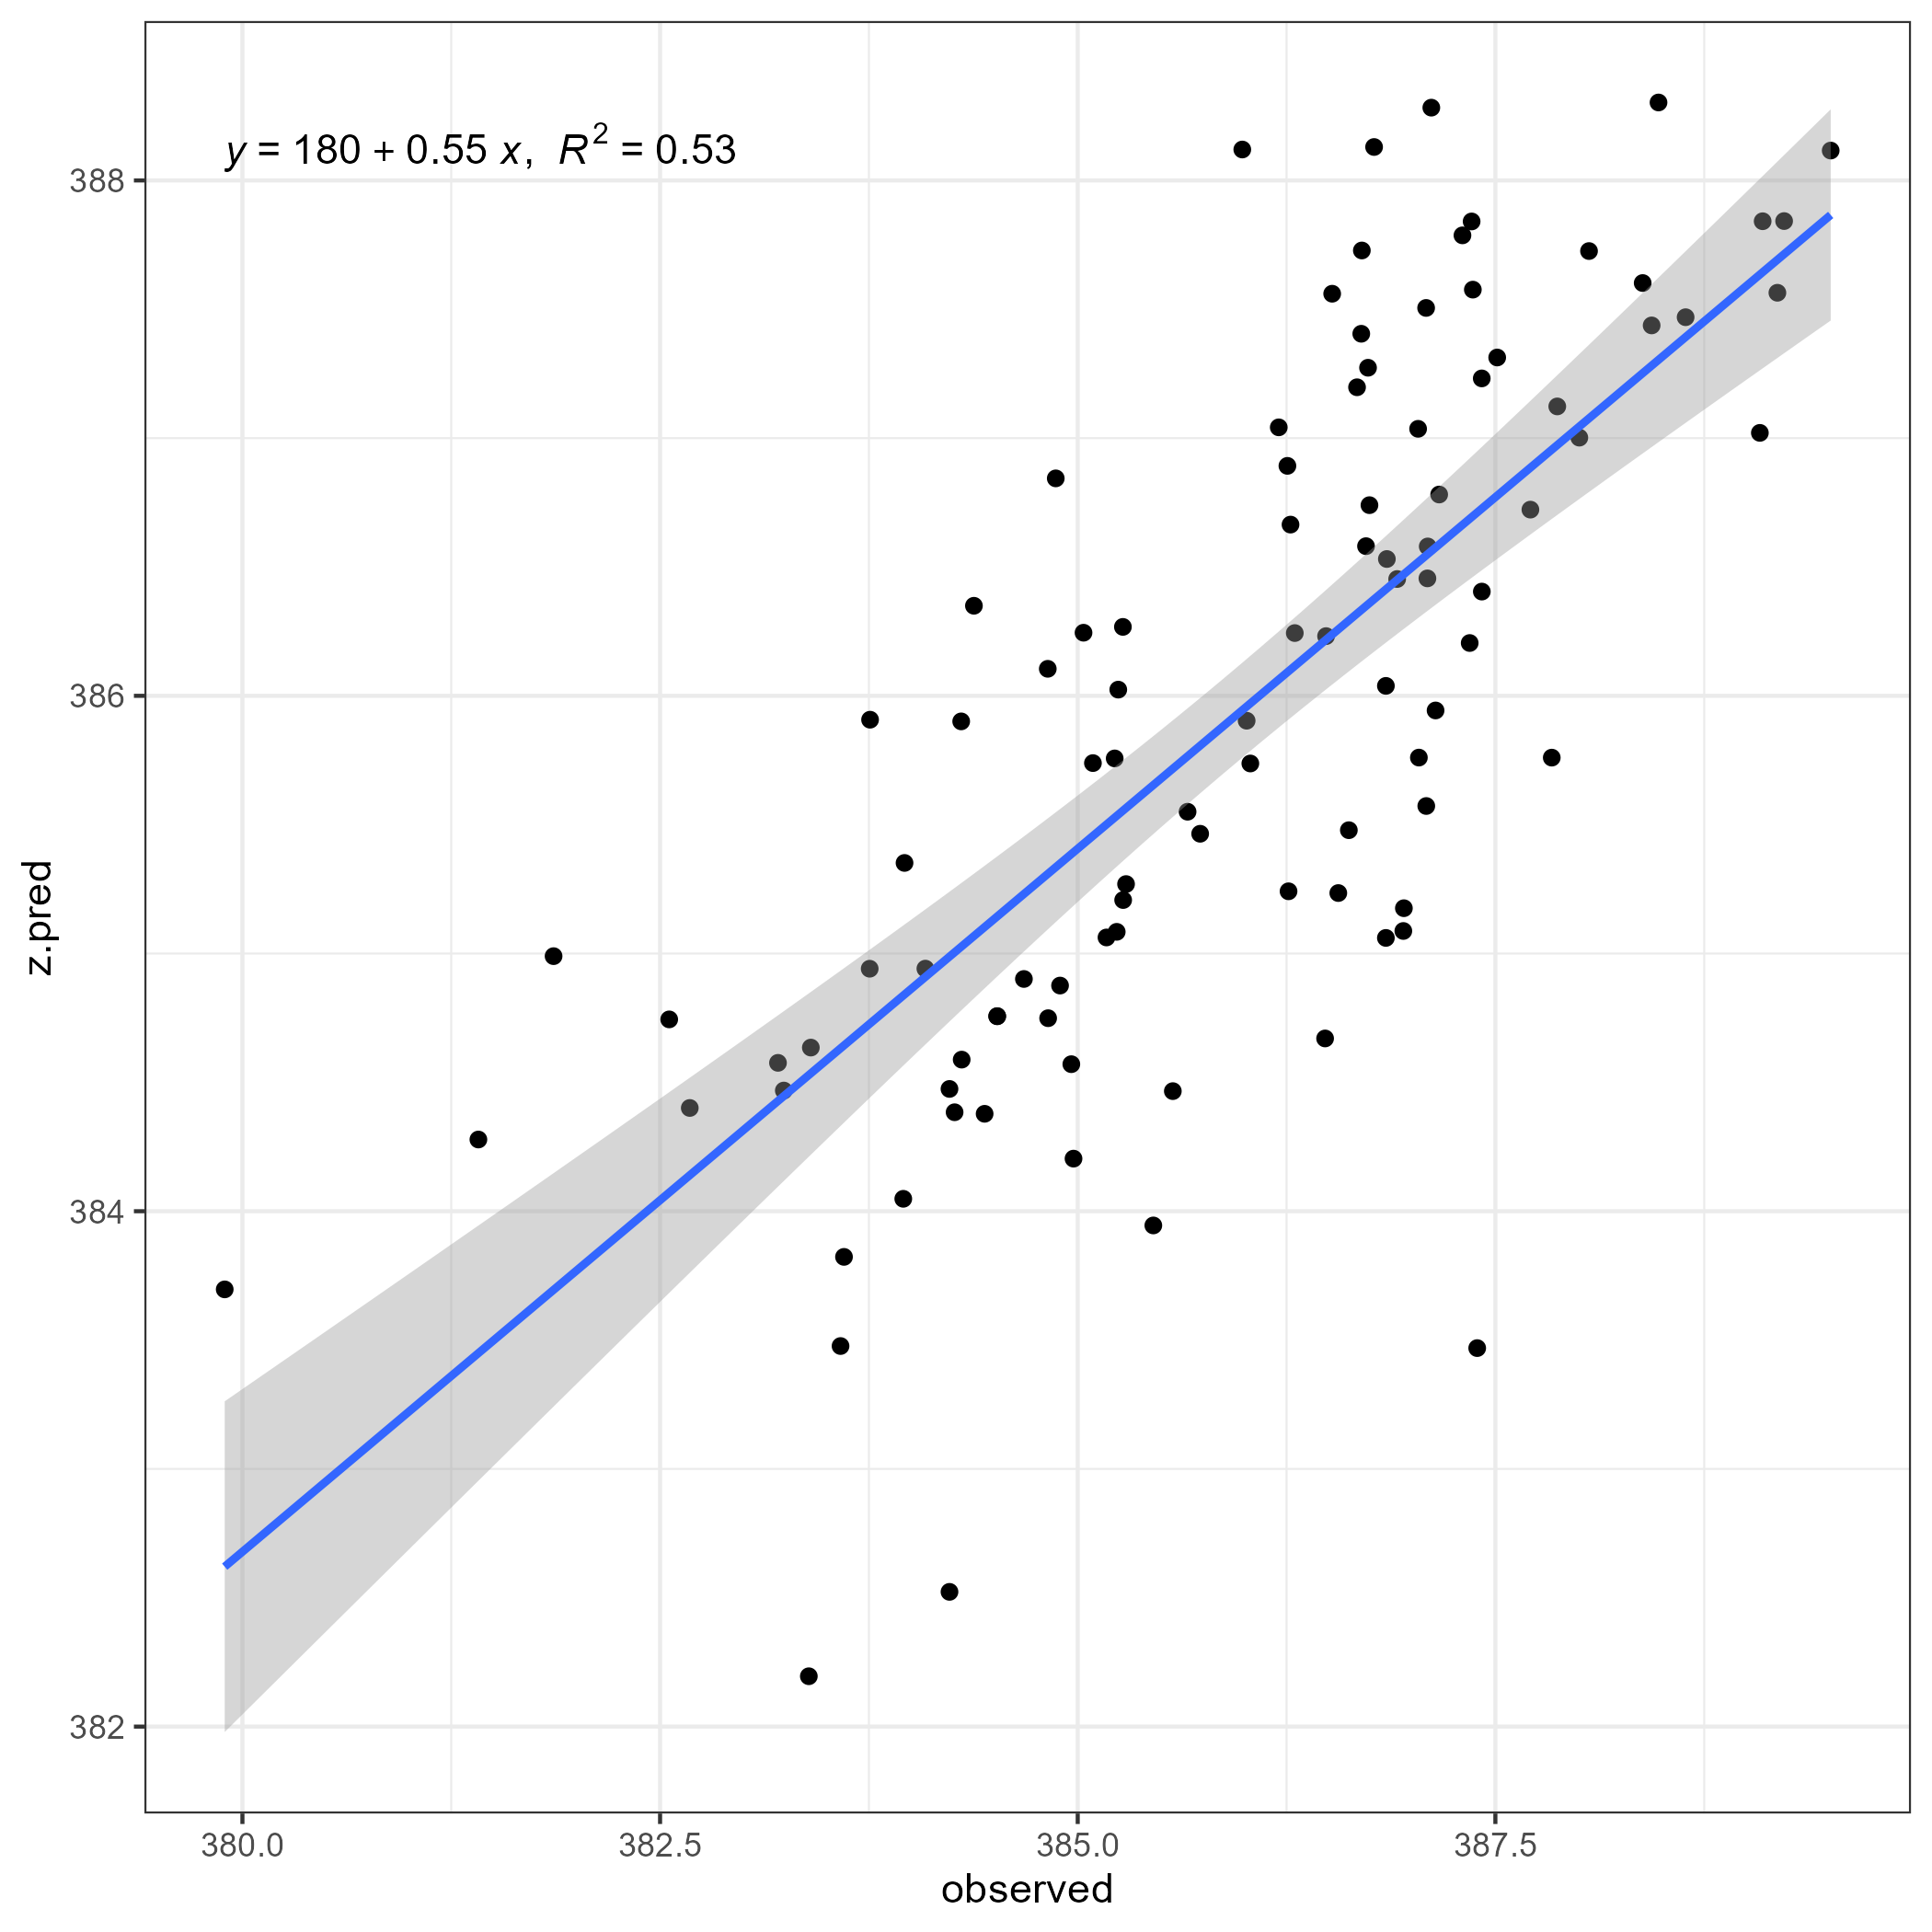 y = 180 + 0.55 x, R² = 0.53
388
386
384
382
z.pred
380.0 382.5 385.0 387.5
observed